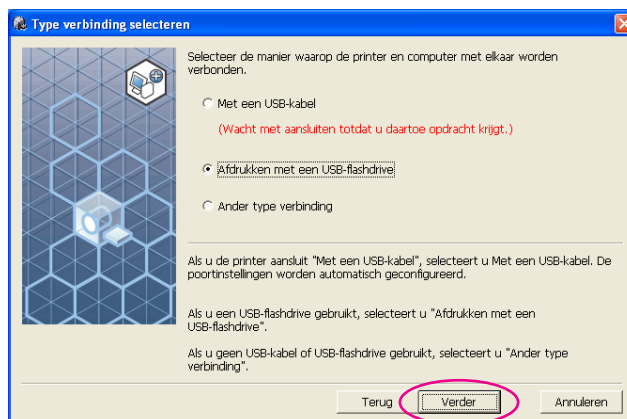 Type verbinding selecteren
Selecteer de manier waarop de printer en computer met elkaar worden
verbonden.
Met een USB-kabel
(Wacht met aansluiten totdat u daartoe opdracht krijgt.)
Afdrukken met een USB-flashdrive
Ander type verbinding
Als u de printer aansluit "Met een USB-kabel", selecteert u Met een USB-kabel. De
poortinstellingen worden automatisch geconfigureerd.
Als u een USB-flashdrive gebruikt, selecteert u "Afdrukken met een
USB-flashdrive".
Als u geen USB-kabel of USB-flashdrive gebruikt, selecteert u "Ander type
verbinding".
Terug Verder Annuleren